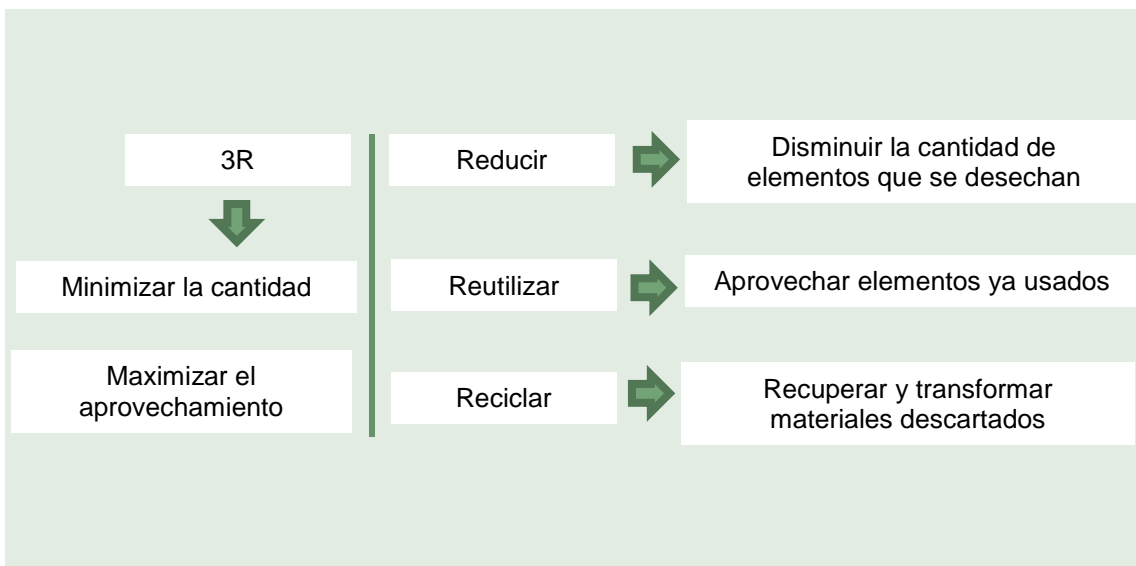 3R
Minimizar la cantidad
Maximizar el
aprovechamiento
Reducir
Disminuir la cantidad de
elementos que se desechan
Reutilizar
Aprovechar elementos ya usados
Reciclar
Recuperar y transformar
materiales descartados